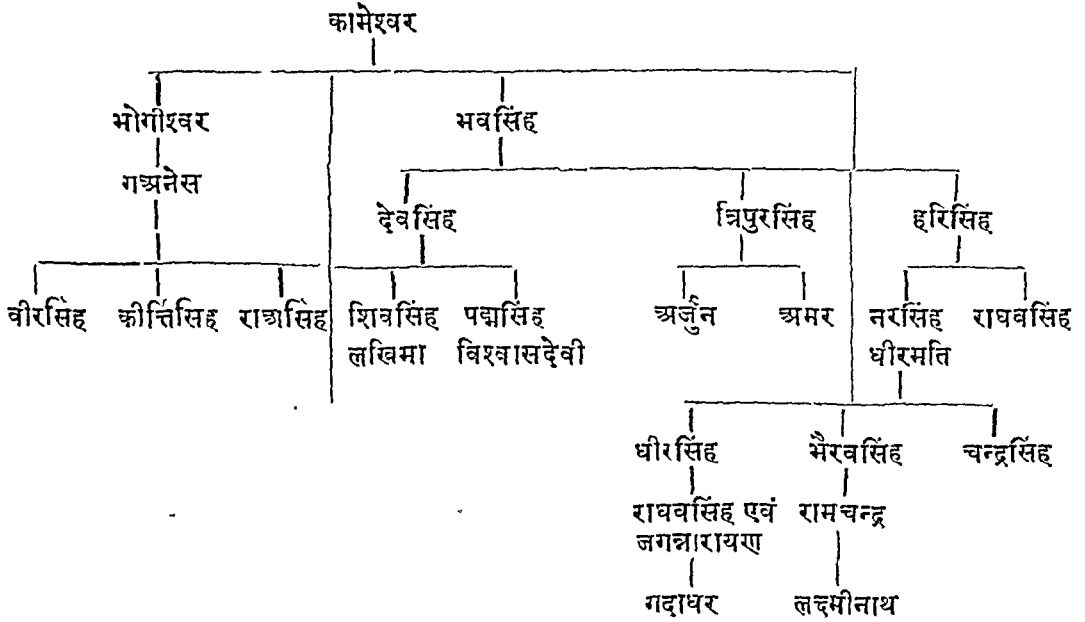 कामेश्वर
भोगीश्वर भवसिंह
गअनेस
देवसिंह त्रिपुरसिंह हरिसिंह
वीरसिंह कीर्त्तिसिह राअसिंह शिवसिंह पद्मसिंह अर्जुन अमर नरसिंह राघवसिंह
लखिमा विश्वासदेवी धीरमति
धीरसिंह भैरवसिंह चन्द्रसिंह
राघवसिंह एवं रामचन्द्र
जगन्नारायण
गदाधर लक्ष्मीनाथ